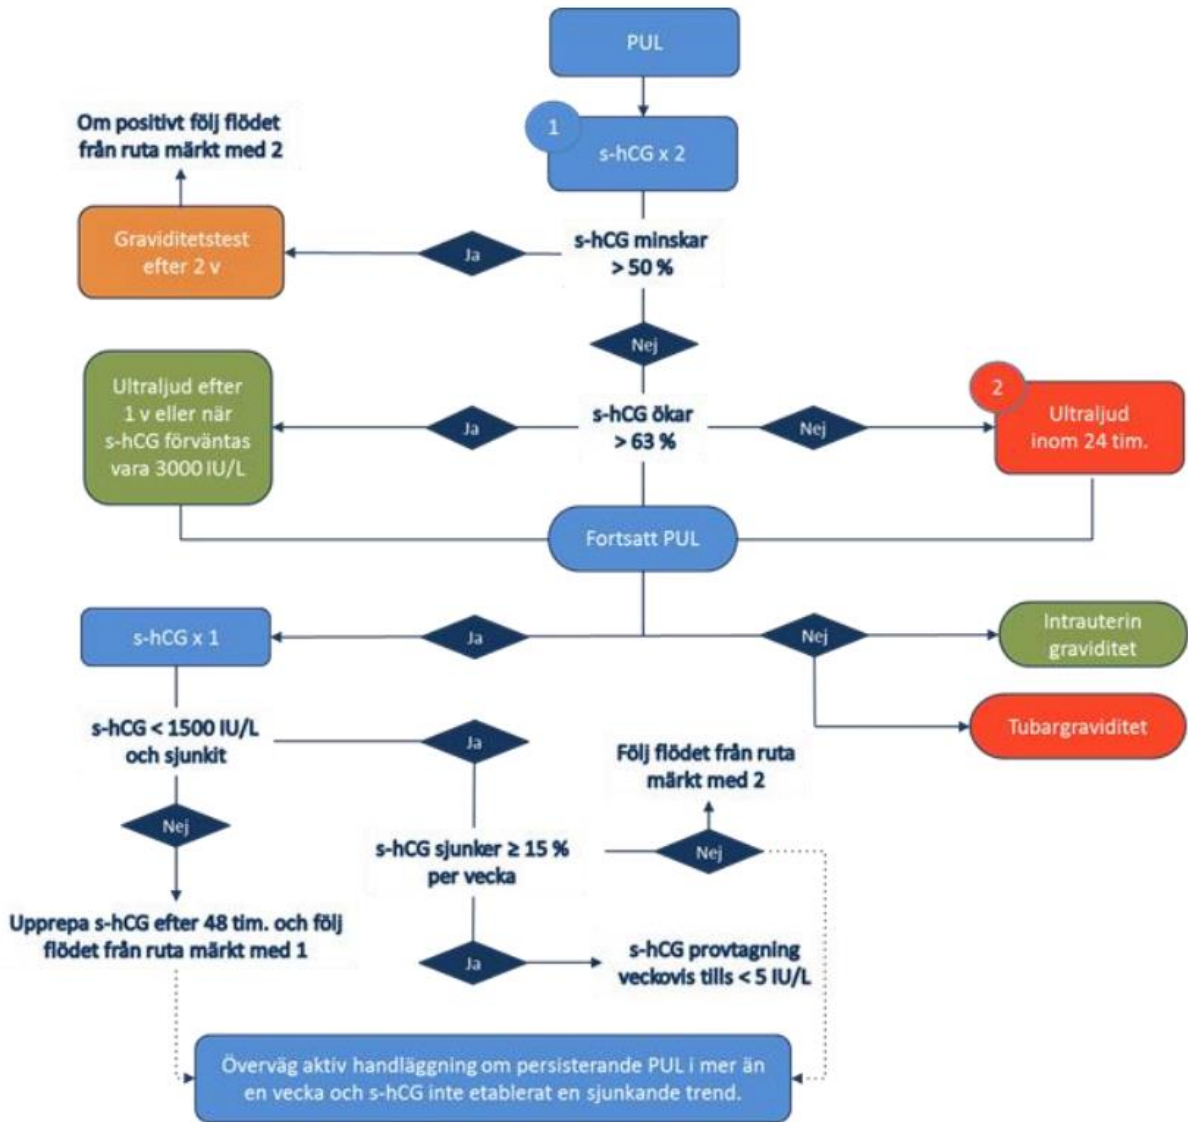 PUL
1
s-hCG x 2
Om positivt följ flödet
från ruta märkt med 2
Graviditetstest
efter 2 v
Ja
s-hCG minskar
> 50 %
Nej
Ultraljud efter
1 v eller när
s-hCG förväntas
vara 3000 IU/L
Ja
s-hCG ökar
> 63 %
Nej
2
Ultraljud
inom 24 tim.
Fortsatt PUL
s-hCG x 1
Ja
Nej
Intrauterin
graviditet
Tubargraviditet
s-hCG < 1500 IU/L
och sjunkit
Ja
Följ flödet från ruta
märkt med 2
Nej
s-hCG sjunker ≥ 15 %
per vecka
Nej
Upprepa s-hCG efter 48 tim. och följ
flödet från ruta märkt med 1
Ja
s-hCG provtagning
veckovis tills < 5 IU/L
Överväg aktiv handläggning om persisterande PUL i mer än
en vecka och s-hCG inte etablerat en sjunkande trend.